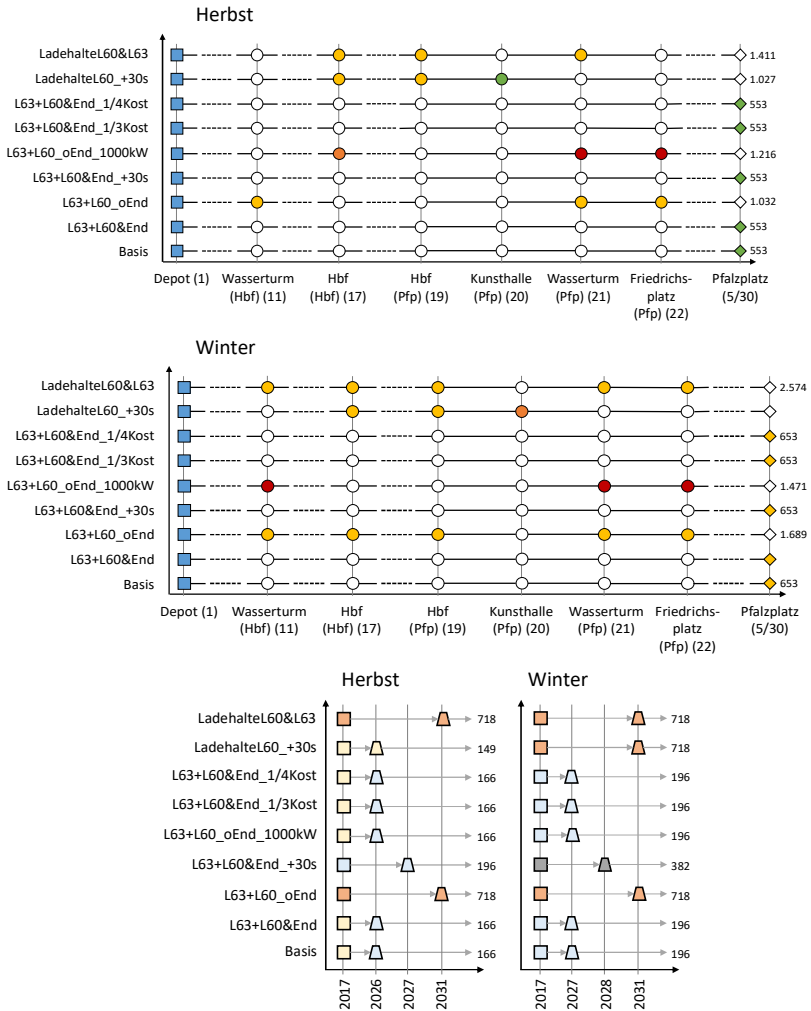 Herbst
LadehalteL60&L63 1.411
LadehalteL60_+30s 1.027
L63+L60&End_1/4Kost 553
L63+L60&End_1/3Kost 553
L63+L60_oEnd_1000kW 1.216
L63+L60&End_+30s 553
L63+L60_oEnd 1.032
L63+L60&End 553
Basis 553
Depot (1) Wasserturm Hbf Hbf Kunsthalle Wasserturm Friedrichs- Pfalzplatz
(Hbf) (11) (Hbf) (17) (Pfp) (19) (Pfp) (20) (Pfp) (21) platz (5/30)
(Pfp) (22)
Winter
LadehalteL60&L63 2.574
LadehalteL60_+30s
L63+L60&End_1/4Kost 653
L63+L60&End_1/3Kost 653
L63+L60_oEnd_1000kW 1.471
L63+L60&End_+30s 653
L63+L60_oEnd 1.689
L63+L60&End
Basis 653
Depot (1) Wasserturm Hbf Hbf Kunsthalle Wasserturm Friedrichs- Pfalzplatz
(Hbf) (11) (Hbf) (17) (Pfp) (19) (Pfp) (20) (Pfp) (21) platz (5/30)
(Pfp) (22)
Herbst Winter
LadehalteL60&L63 718 718
LadehalteL60_+30s 149 718
L63+L60&End_1/4Kost 166 196
L63+L60&End_1/3Kost 166 196
L63+L60_oEnd_1000kW 166 196
L63+L60&End_+30s 196 382
L63+L60_oEnd 718 718
L63+L60&End 166 196
Basis 166 196
2017 2026 2027 2031 2017 2027 2028 2031